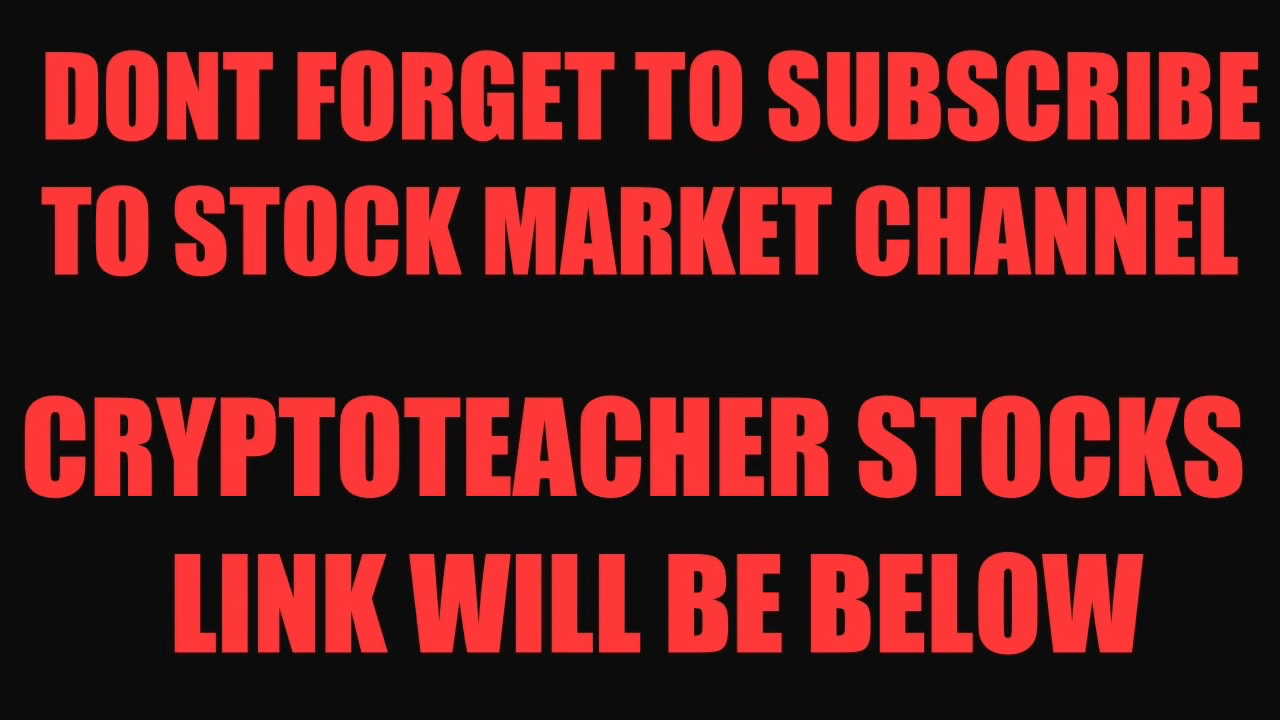 DONT FORGET TO SUBSCRIBE
TO STOCK MARKET CHANNEL
CRYPTOTEACHER STOCKS
LINK WILL BE BELOW